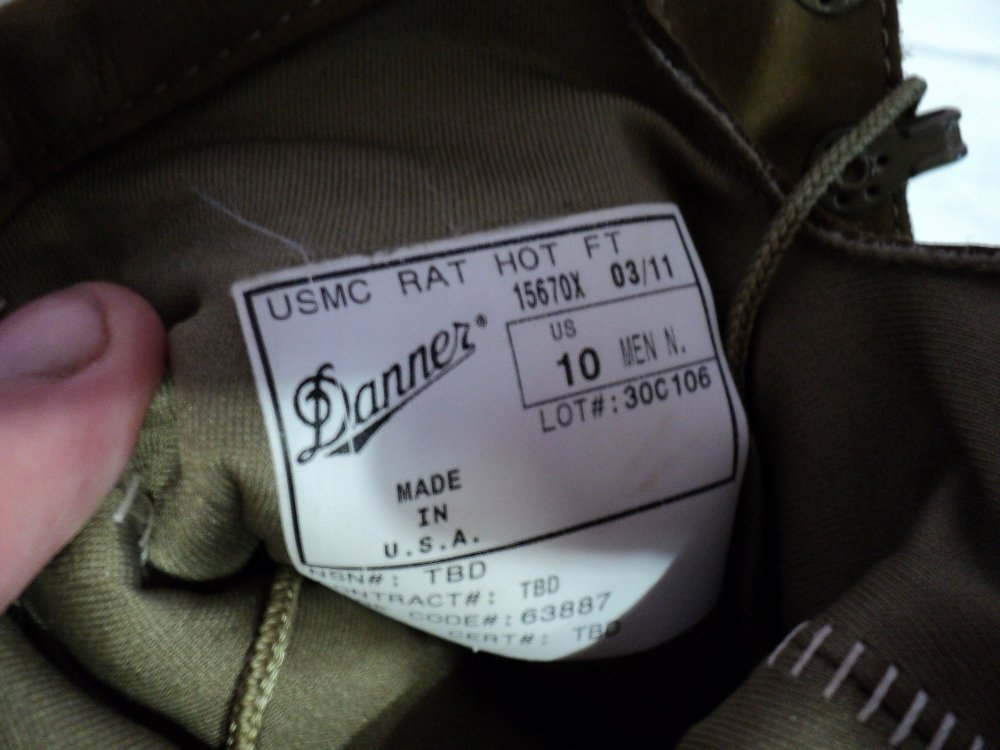 USMC RAT HOT FT
15670X 03/11
Danner®
US
10 MEN N.
LOT#:30C106
MADE
IN
U.S.A.
NSN#: TBD
CONTRACT#: TBD
CODE#:63887
CERT#: TBD